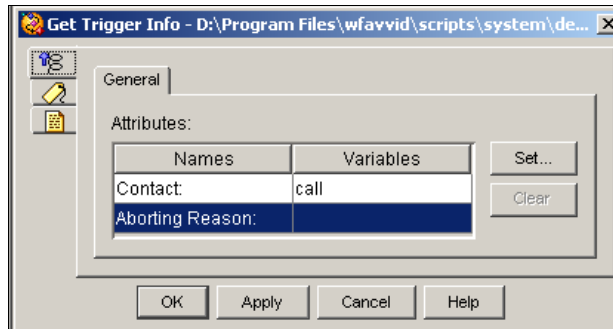 Get Trigger Info - D:\Program Files\wfavvid\scripts\system\de...
General
Attributes:
Names Variables
Set...
Contact: call
Clear
Aborting Reason:
OK Apply Cancel Help